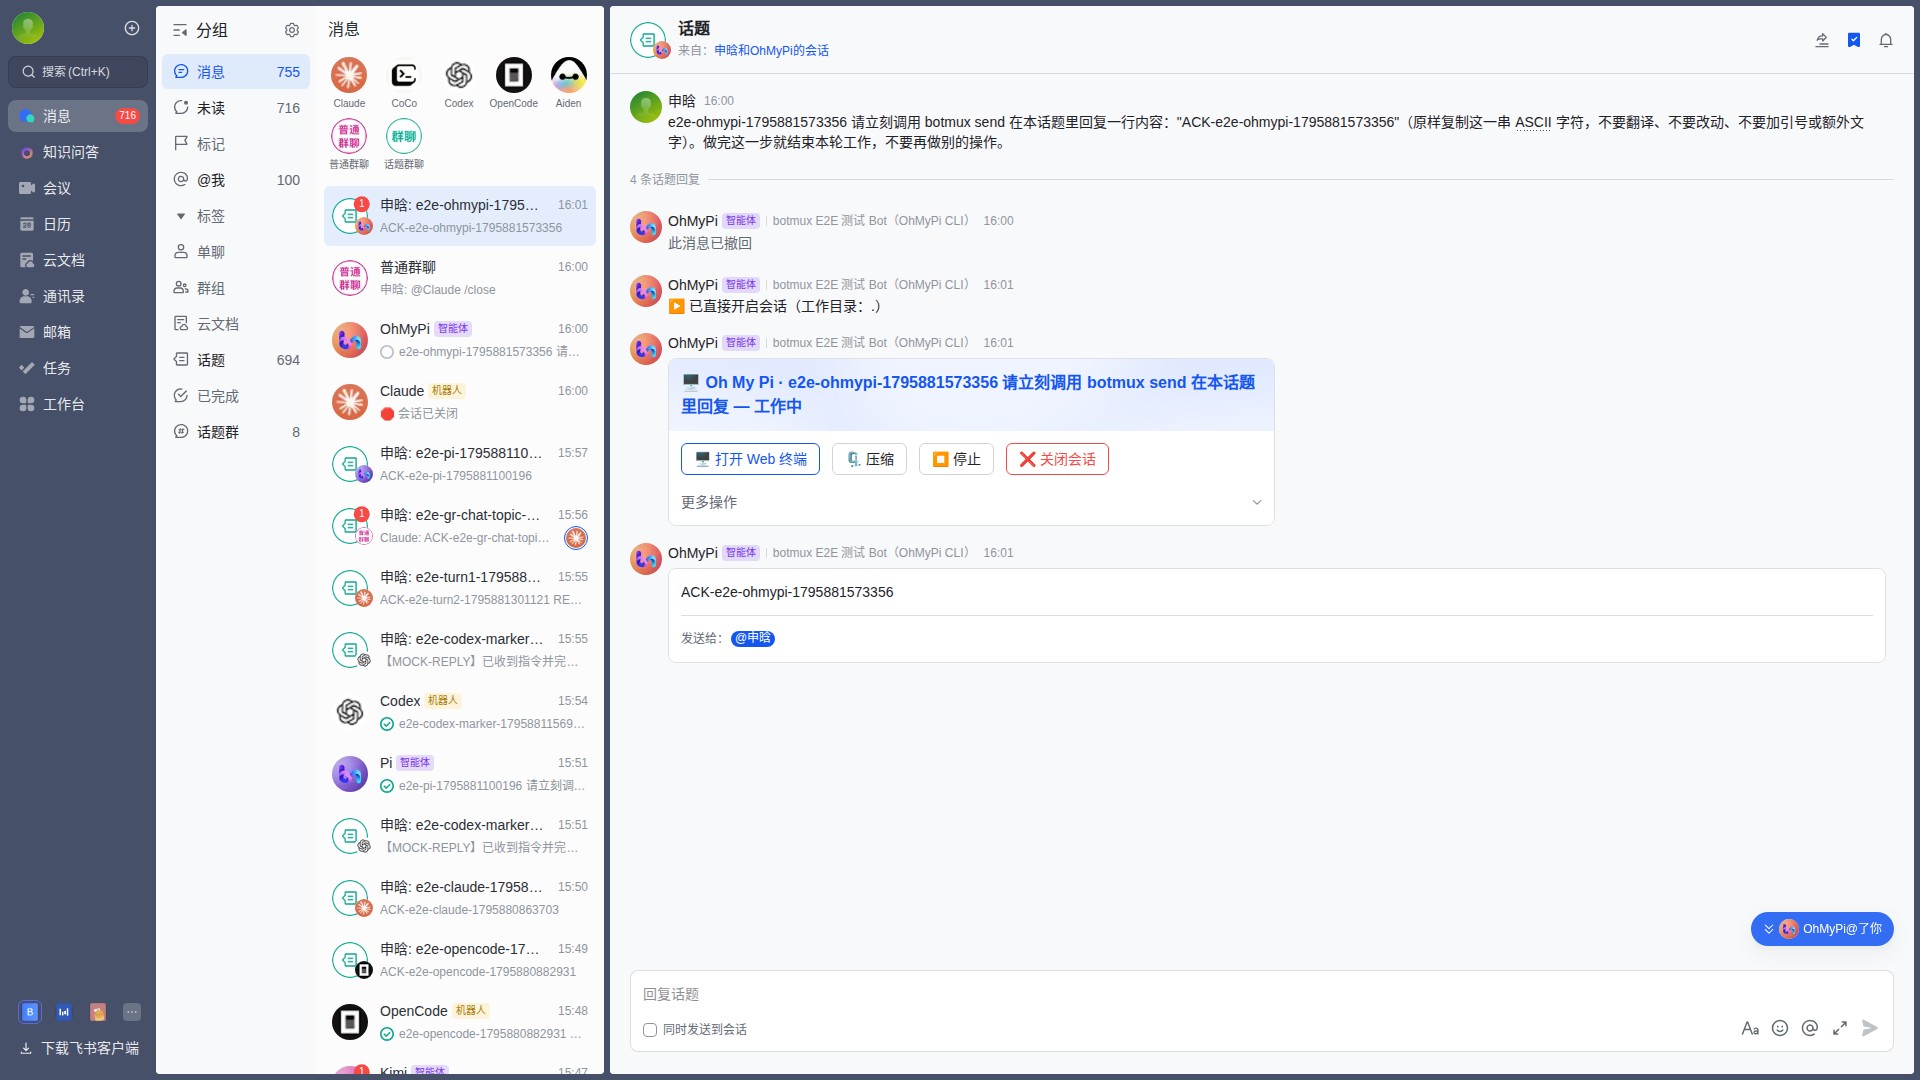 搜索 (Ctrl+K)
消息
716
知识问答
会议
日历
云文档
通讯录
邮箱
任务
工作台
B
下载飞书客户端
分组
消息
755
未读
716
标记
@我
100
标签
单聊
群组
云文档
话题
694
已完成
话题群
8
消息
Claude
CoCo
Codex
OpenCode
Aiden
普通
群聊
普通群聊
群聊
话题群聊
1
申晗: e2e-ohmypi-1795…
16:01
ACK-e2e-ohmypi-1795881573356
普通
群聊
普通群聊
16:00
申晗: @Claude /close
OhMyPi 智能体
16:00
e2e-ohmypi-1795881573356 请…
Claude 机器人
16:00
会话已关闭
申晗: e2e-pi-179588110…
15:57
ACK-e2e-pi-1795881100196
1
申晗: e2e-gr-chat-topic-…
15:56
普通
群聊
Claude: ACK-e2e-gr-chat-topi…
申晗: e2e-turn1-179588…
15:55
ACK-e2e-turn2-1795881301121 RE…
申晗: e2e-codex-marker…
15:55
【MOCK-REPLY】已收到指令并完…
Codex 机器人
15:54
e2e-codex-marker-17958811569…
Pi 智能体
15:51
e2e-pi-1795881100196 请立刻调…
申晗: e2e-codex-marker…
15:51
【MOCK-REPLY】已收到指令并完…
申晗: e2e-claude-17958…
15:50
ACK-e2e-claude-1795880863703
申晗: e2e-opencode-17…
15:49
ACK-e2e-opencode-1795880882931
OpenCode 机器人
15:48
e2e-opencode-1795880882931 …
1
Kimi 智能体
15:47
话题
来自：申晗和OhMyPi的会话
申晗 16:00
e2e-ohmypi-1795881573356 请立刻调用 botmux send 在本话题里回复一行内容："ACK-e2e-ohmypi-1795881573356"（原样复制这一串 ASCII 字符，不要翻译、不要改动、不要加引号或额外文
字）。做完这一步就结束本轮工作，不要再做别的操作。
4 条话题回复
OhMyPi 智能体 botmux E2E 测试 Bot（OhMyPi CLI） 16:00
此消息已撤回
OhMyPi 智能体 botmux E2E 测试 Bot（OhMyPi CLI） 16:01
▶️ 已直接开启会话（工作目录：.）
OhMyPi 智能体 botmux E2E 测试 Bot（OhMyPi CLI） 16:01
🖥️ Oh My Pi · e2e-ohmypi-1795881573356 请立刻调用 botmux send 在本话题
里回复 — 工作中
🖥️ 打开 Web 终端
🗜️ 压缩
⏹️ 停止
❌ 关闭会话
更多操作
OhMyPi 智能体 botmux E2E 测试 Bot（OhMyPi CLI） 16:01
ACK-e2e-ohmypi-1795881573356
发送给： @申晗
OhMyPi@了你
回复话题
同时发送到会话
Aa